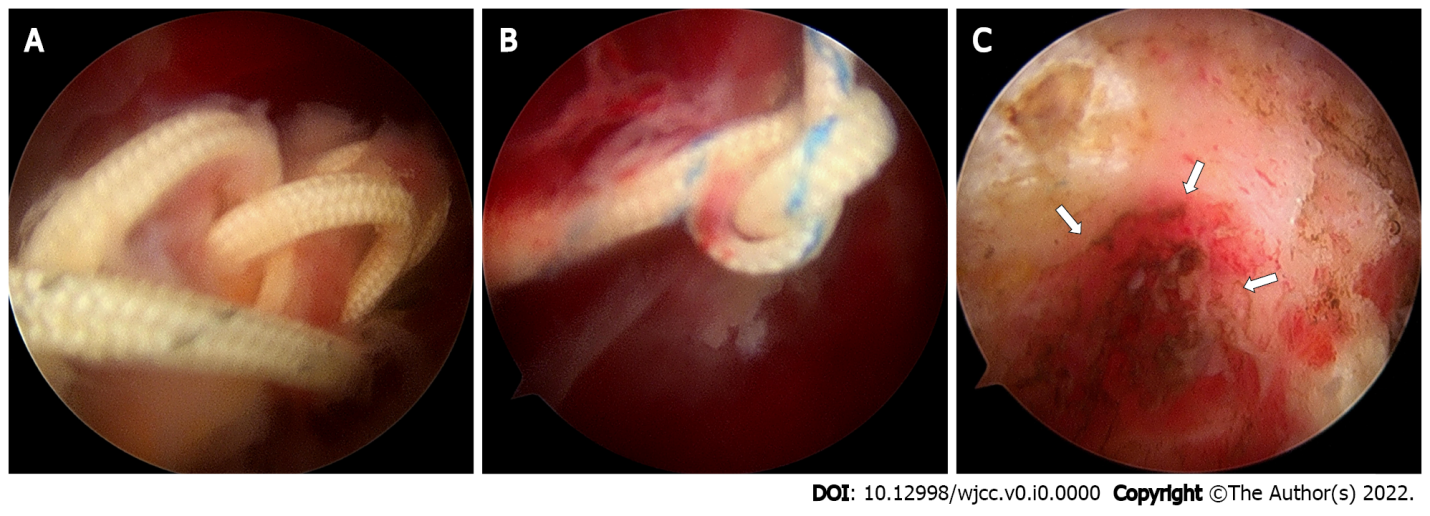 A
B
C
DOI: 10.12998/wjcc.v0.i0.0000 Copyright ©The Author(s) 2022.